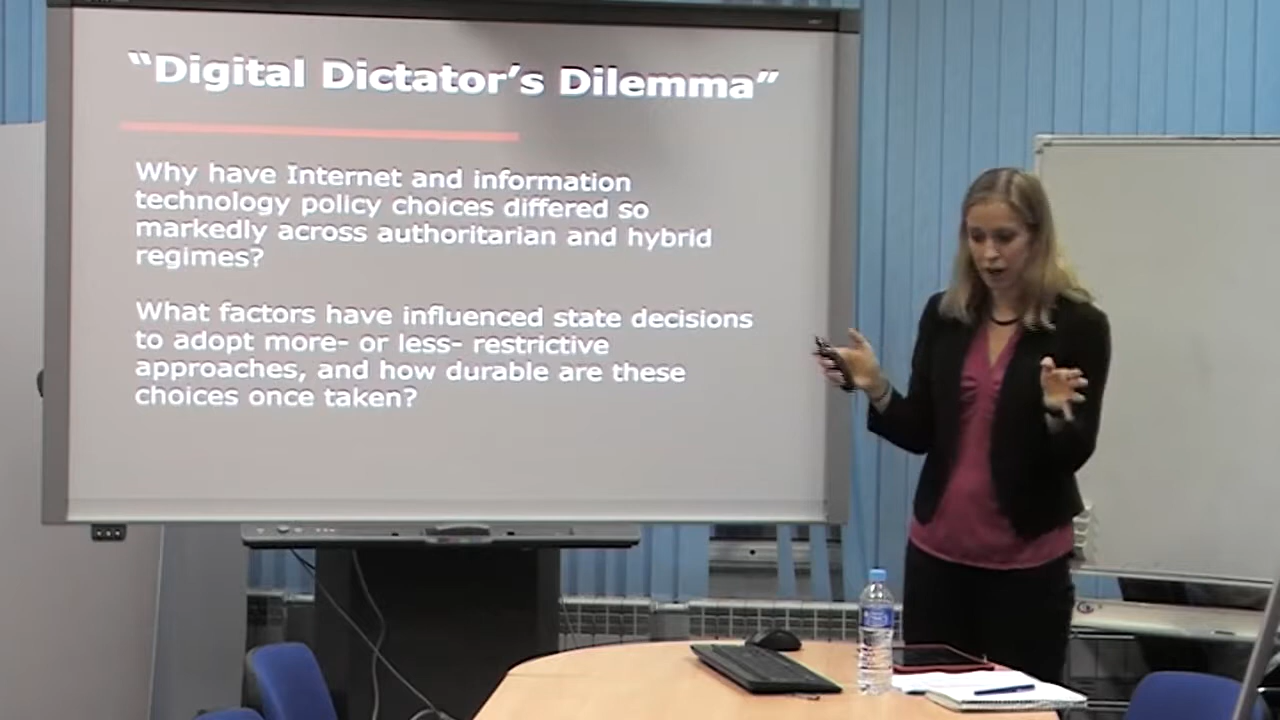 “Digital Dictator’s Dilemma”
Why have Internet and information
technology policy choices differed so
markedly across authoritarian and hybrid
regimes?
What factors have influenced state decisions
to adopt more- or less- restrictive
approaches, and how durable are these
choices once taken?